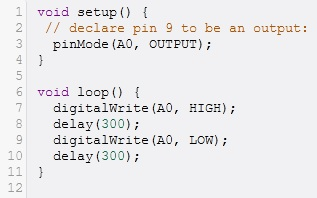 1 void setup() {
2 // declare pin 9 to be an output:
3 pinMode(A0, OUTPUT);
4 }
5
6 void loop() {
7 digitalWrite(A0, HIGH);
8 delay(300);
9 digitalWrite(A0, LOW);
10 delay(300);
11 }
12